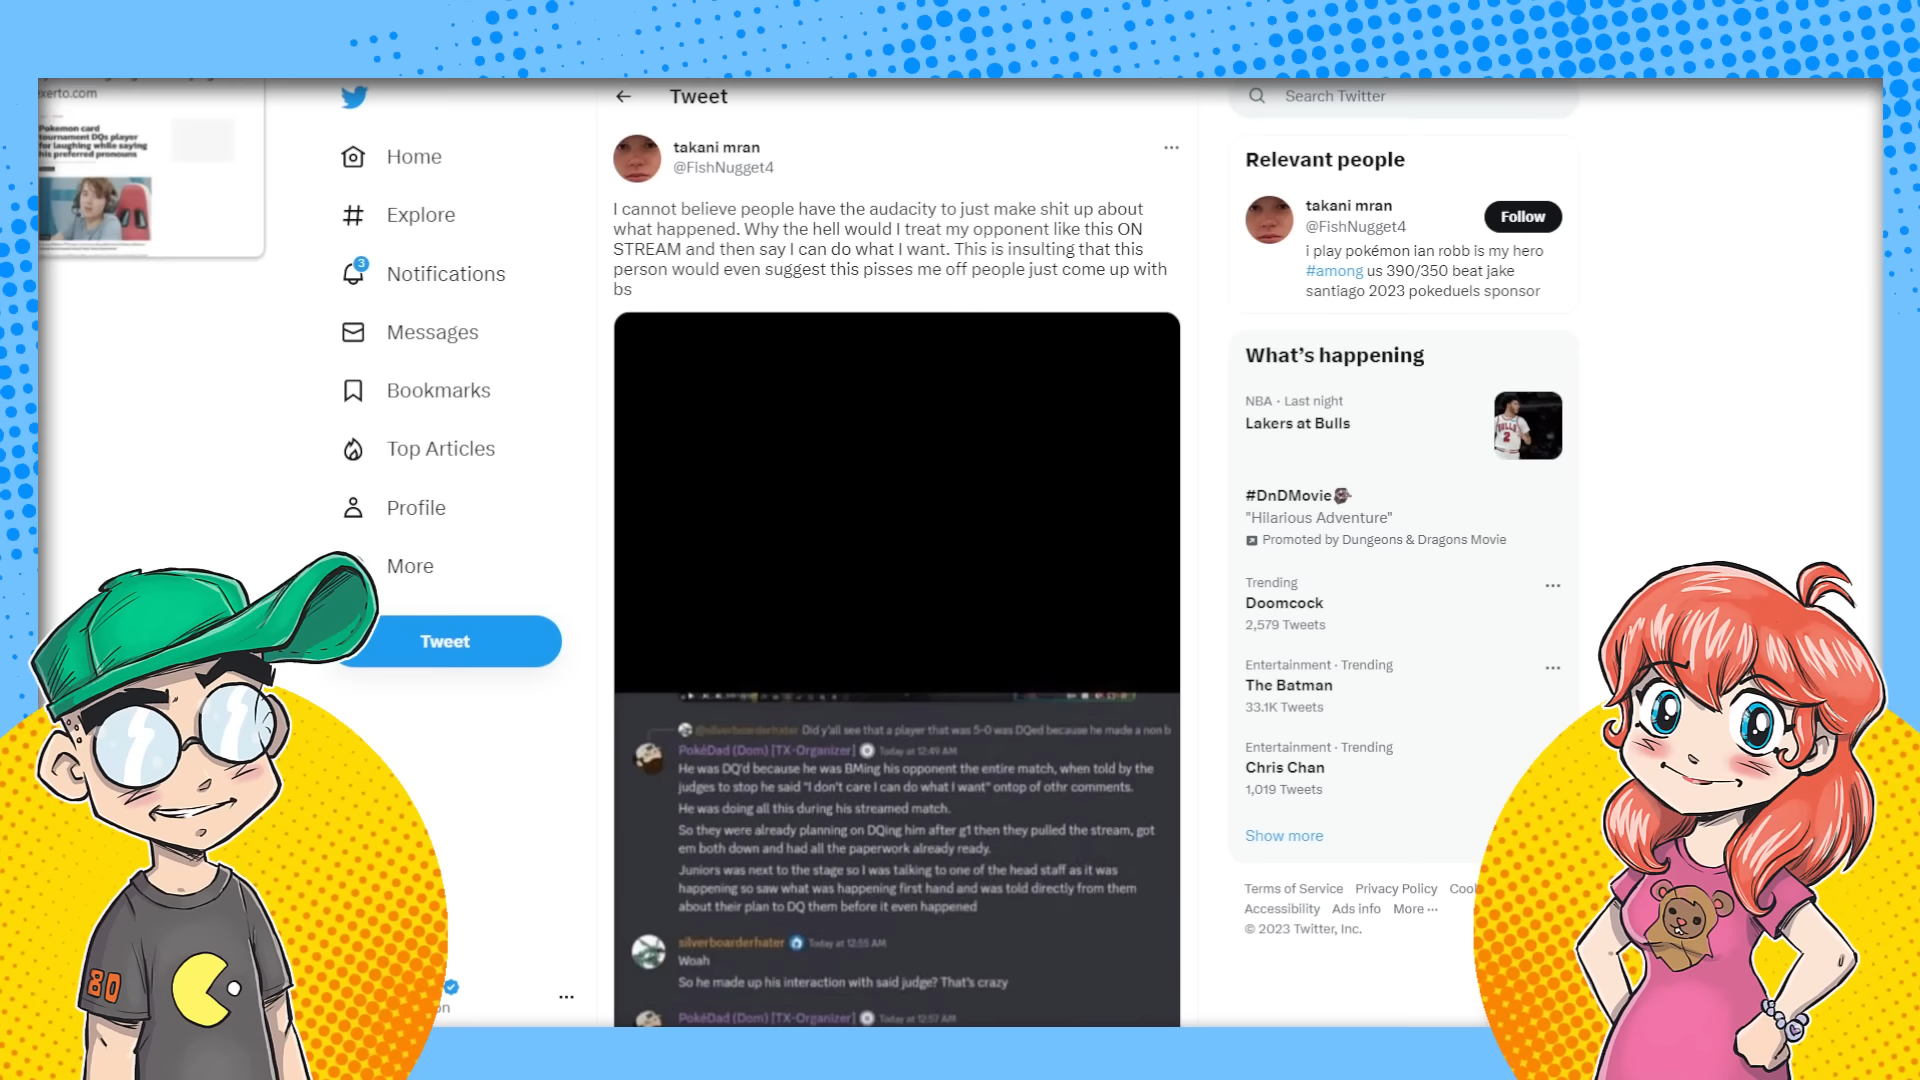 xerto.com
Pokemon card
tournament DQs player
for laughing while saying
his preferred pronouns
Home
Explore
3
Notifications
Messages
Bookmarks
Top Articles
Profile
More
Tweet
80
Tweet
takani mran
@FishNugget4
I cannot believe people have the audacity to just make shit up about
what happened. Why the hell would I treat my opponent like this ON
STREAM and then say I can do what I want. This is insulting that this
person would even suggest this pisses me off people just come up with
bs
@silverboarderhater Did y'all see that a player that was 5-0 was DQed because he made a non b
PokéDad (Dom) [TX-Organizer] Today at 12:49 AM
He was DQ'd because he was BMing his opponent the entire match, when told by the
judges to stop he said "I don't care I can do what I want" ontop of othr comments.
He was doing all this during his streamed match.
So they were already planning on DQing him after g1 then they pulled the stream, got
em both down and had all the paperwork already ready.
Juniors was next to the stage so I was talking to one of the head staff as it was
happening so saw what was happening first hand and was told directly from them
about their plan to DQ them before it even happened
silverboarderhater Today at 12:55 AM
Woah
So he made up his interaction with said judge? That's crazy
PokéDad (Dom) [TX-Organizer] Today at 12:57 AM
Search Twitter
Relevant people
takani mran
@FishNugget4
Follow
i play pokémon ian robb is my hero
#among us 390/350 beat jake
santiago 2023 pokeduels sponsor
What's happening
NBA · Last night
Lakers at Bulls
BULLS
2
#DnDMovie
"Hilarious Adventure"
Promoted by Dungeons & Dragons Movie
Trending
Doomcock
2,579 Tweets
Entertainment · Trending
The Batman
33.1K Tweets
Entertainment · Trending
Chris Chan
1,019 Tweets
Show more
Terms of Service Privacy Policy Cool
Accessibility Ads info More ···
© 2023 Twitter, Inc.